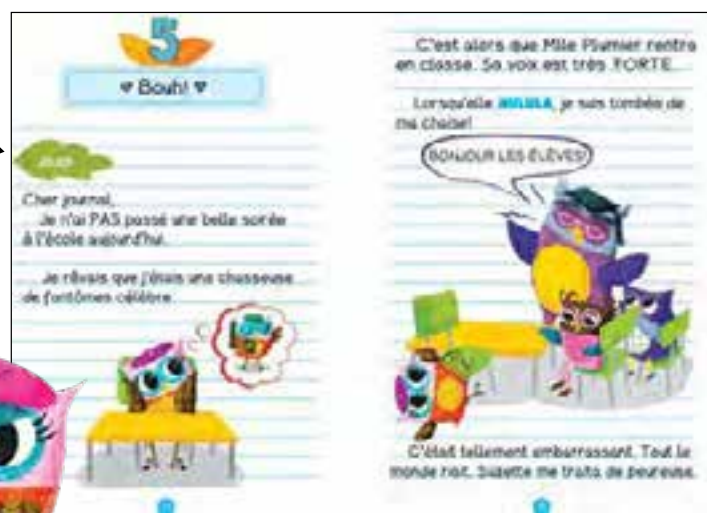 5
♥ Bouh! ♥
JEUDI
Cher journal,
Je n'ai PAS passé une belle soirée
à l'école aujourd'hui.
Je rêvais que j'étais une chasseuse
de fantômes célèbre.
C'est alors que Mlle Plumier rentra
en classe. Sa voix est très FORTE.
Lorsqu'elle HULULA, je suis tombée de
ma chaise!
BONJOUR LES ÉLÈVES!
C'était tellement embarrassant. Tout le
monde riait. Suzette me traita de peureuse.